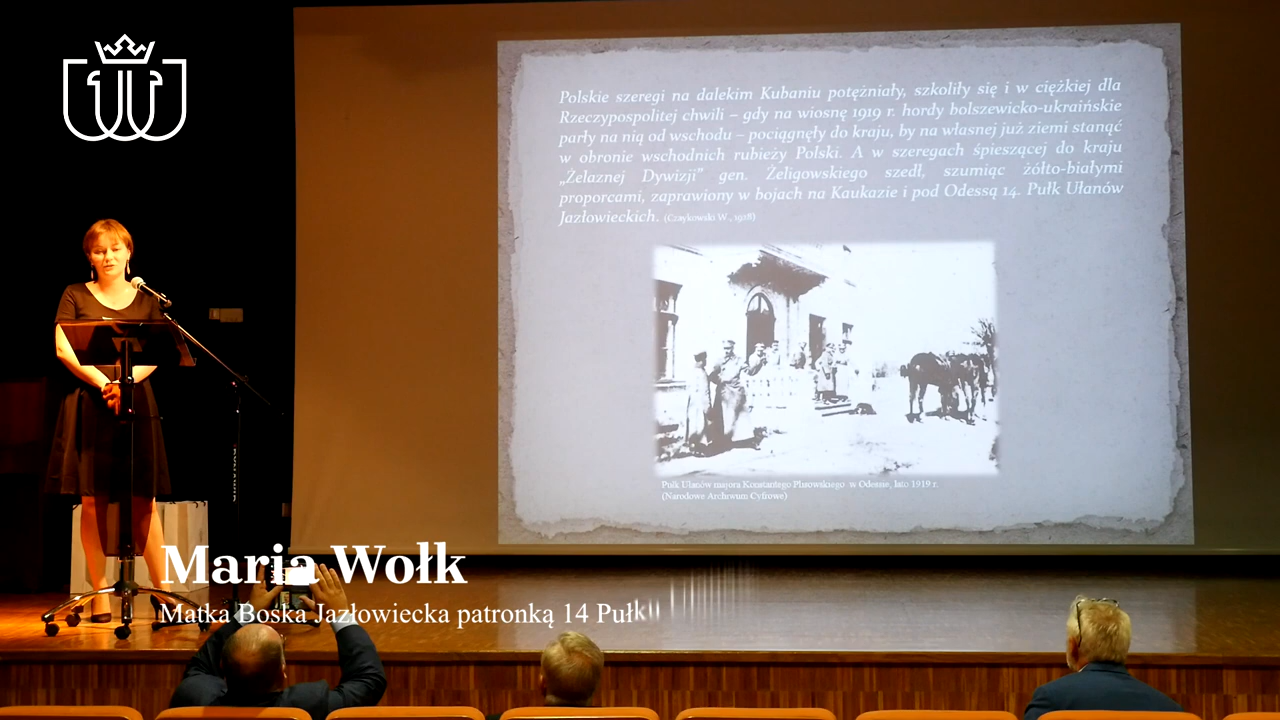 Polskie szeregi na dalekim Kubaniu potężniały, szkoliły się i w ciężkiej dla
Rzeczypospolitej chwili – gdy na wiosnę 1919 r. hordy bolszewicko-ukraińskie
parły na nią od wschodu – pociągnęły do kraju, by na własnej już ziemi stanąć
w obronie wschodnich rubieży Polski. A w szeregach śpieszącej do kraju
„Żelaznej Dywizji” gen. Żeligowskiego szedł, szumiąc żółto-białymi
proporcami, zaprawiony w bojach na Kaukazie i pod Odessą 14. Pułk Ułanów
Jazłowieckich. (Czaykowski W., 1928)
Pułk Ułanów majora Konstantego Plisowskiego w Odessie, lato 1919 r.
(Narodowe Archiwum Cyfrowe)
Maria Wołk
Matka Boska Jazłowiecka patronką 14 Pułk